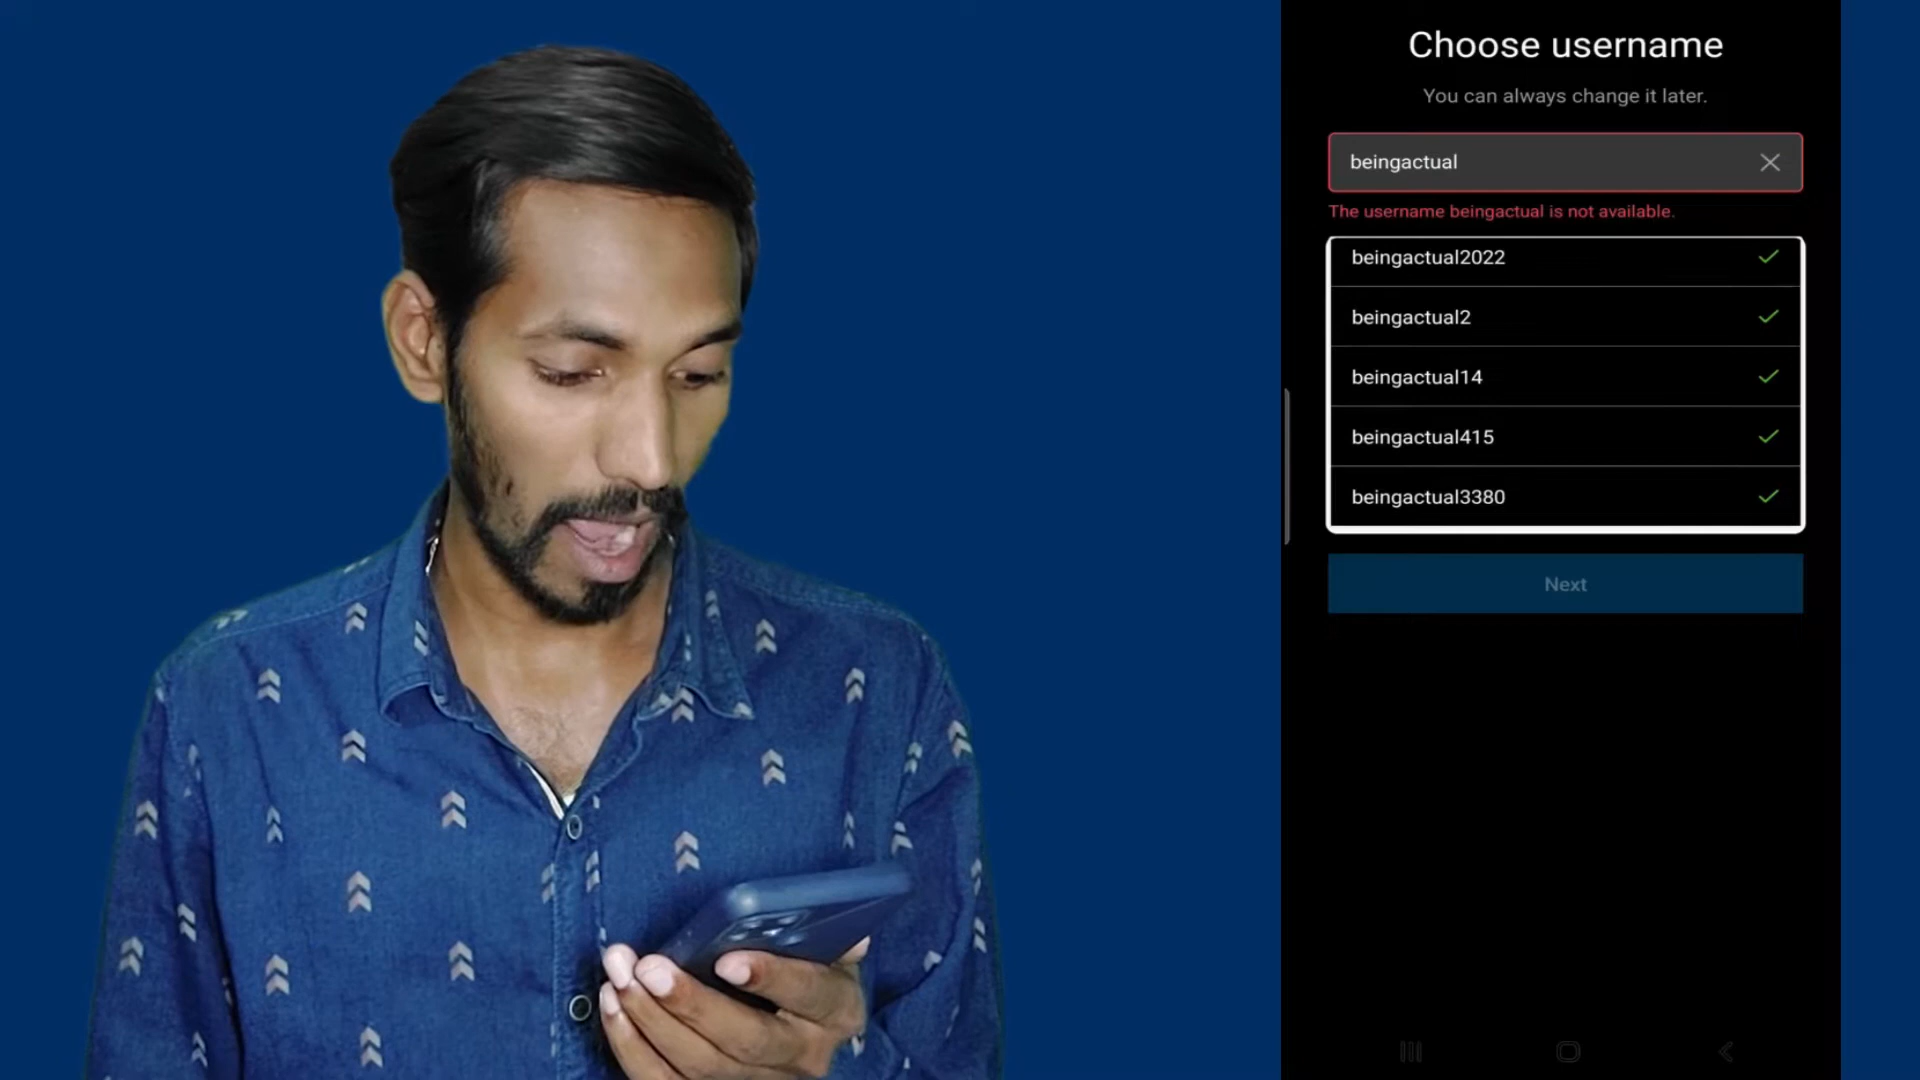 Choose username
You can always change it later.
beingactual
The username beingactual is not available.
beingactual2022
beingactual2
beingactual14
beingactual415
beingactual3380
Next